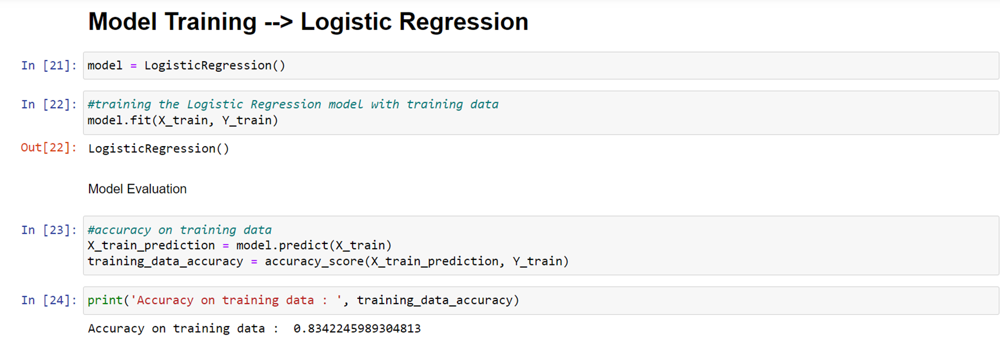 Model Training --> Logistic Regression
In [21]: model = LogisticRegression()
In [22]: #training the Logistic Regression model with training data
model.fit(X_train, Y_train)
Out[22]: LogisticRegression()
Model Evaluation
In [23]: #accuracy on training data
X_train_prediction = model.predict(X_train)
training_data_accuracy = accuracy_score(X_train_prediction, Y_train)
In [24]: print('Accuracy on training data : ', training_data_accuracy)
Accuracy on training data :  0.8342245989304813